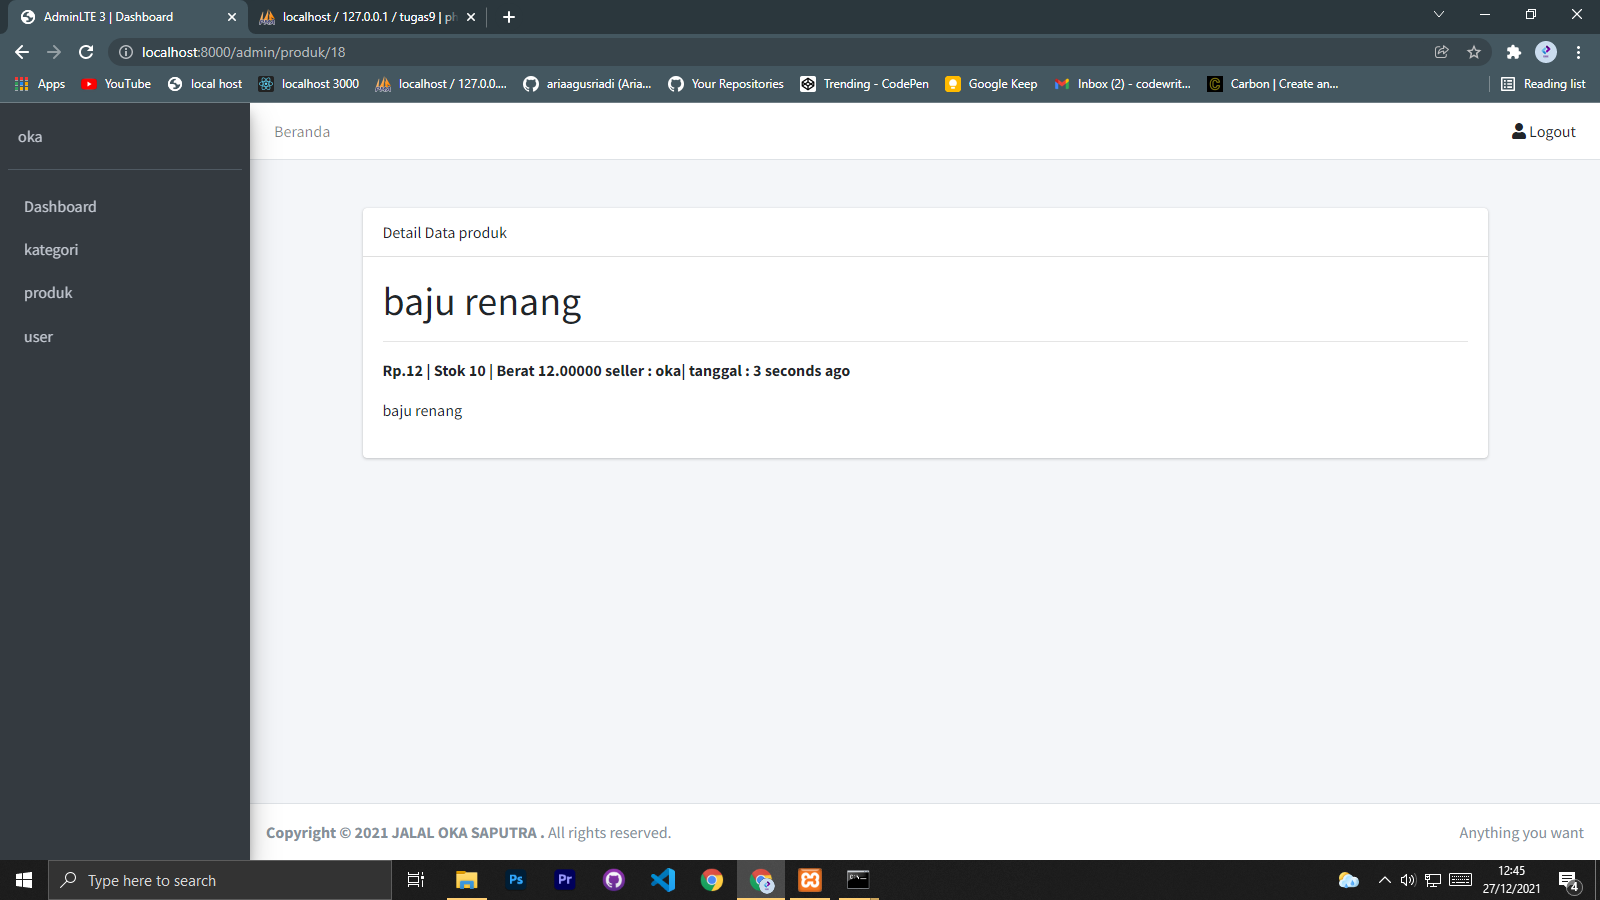 AdminLTE 3 | Dashboard
localhost / 127.0.0.1 / tugas9 | ph
localhost:8000/admin/produk/18
Apps
YouTube
local host
localhost 3000
localhost / 127.0.0....
ariaagusriadi (Aria...
Your Repositories
Trending - CodePen
Google Keep
Inbox (2) - codewrit...
Carbon | Create an...
Reading list
oka
Beranda
Logout
Dashboard
kategori
produk
user
Detail Data produk
baju renang
Rp.12 | Stok 10 | Berat 12.00000 seller : oka| tanggal : 3 seconds ago
baju renang
Copyright © 2021 JALAL OKA SAPUTRA . All rights reserved.
Anything you want
Type here to search
Ps
Pr
12:45
27/12/2021
4